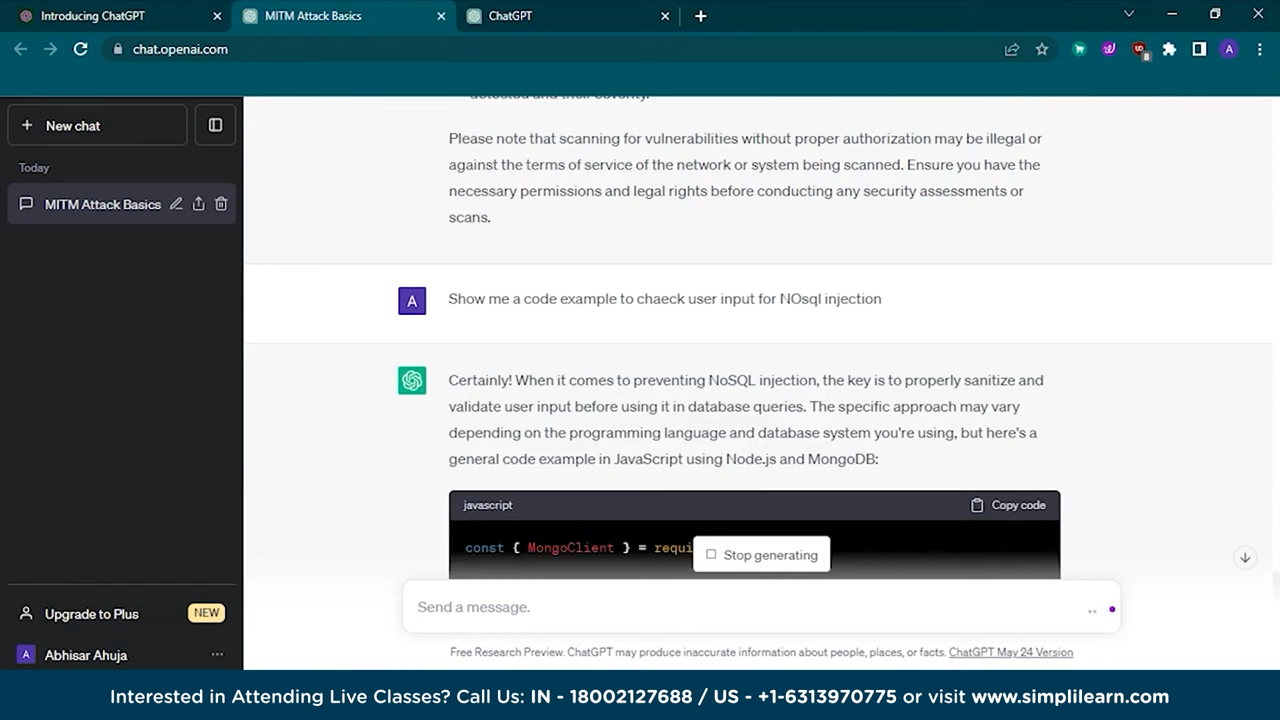 Introducing ChatGPT
MITM Attack Basics
ChatGPT
chat.openai.com
8
A
New chat
Today
MITM Attack Basics
Please note that scanning for vulnerabilities without proper authorization may be illegal or
against the terms of service of the network or system being scanned. Ensure you have the
necessary permissions and legal rights before conducting any security assessments or
scans.
A
Show me a code example to chaeck user input for NOsql injection
Certainly! When it comes to preventing NoSQL injection, the key is to properly sanitize and
validate user input before using it in database queries. The specific approach may vary
depending on the programming language and database system you're using, but here's a
general code example in JavaScript using Node.js and MongoDB:
javascript
Copy code
const { MongoClient } = requi
Stop generating
Send a message.
Free Research Preview. ChatGPT may produce inaccurate information about people, places, or facts. ChatGPT May 24 Version
Upgrade to Plus
NEW
A
Abhisar Ahuja
Interested in Attending Live Classes? Call Us: IN - 18002127688 / US - +1-6313970775 or visit www.simplilearn.com